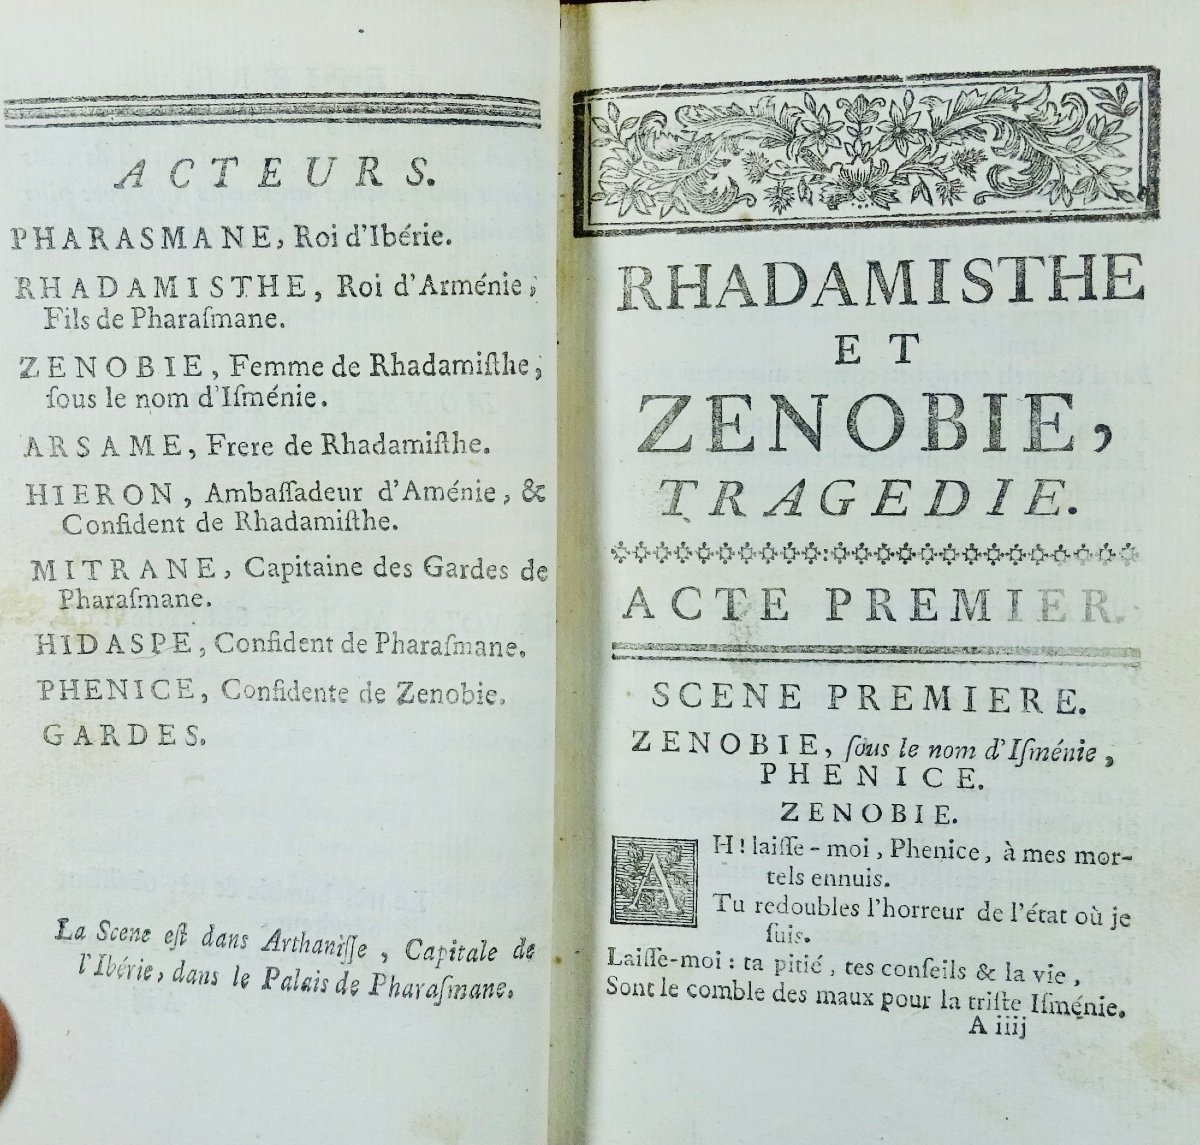 ACTEURS.
PHARASMANE, Roi d'Ibérie.
RHADAMISTHE, Roi d'Arménie,
Fils de Pharaſmane.
ZENOBIE, Femme de Rhadamiſthe,
ſous le nom d'Iſménie.
ARSAME, Frere de Rhadamiſthe.
HIERON, Ambaſſadeur d'Aménie, &
Confident de Rhadamiſthe.
MITRANE, Capitaine des Gardes de
Pharaſmane.
HIDASPE, Confident de Pharaſmane.
PHENICE, Confidente de Zenobie.
GARDES.
La Scene eſt dans Arthaniſſe, Capitale de
l'Ibérie, dans le Palais de Pharaſmane.
RHADAMISTHE
ET
ZENOBIE,
TRAGEDIE.
ACTE PREMIER.
SCENE PREMIERE.
ZENOBIE, ſous le nom d'Iſménie,
PHENICE.
ZENOBIE.
AH! laiſſe-moi, Phenice, à mes mor-
tels ennuis.
Tu redoubles l'horreur de l'état où je
ſuis.
Laiſſe-moi: ta pitié, tes conſeils & la vie,
Sont le comble des maux pour la triſte Iſménie.
A iiij